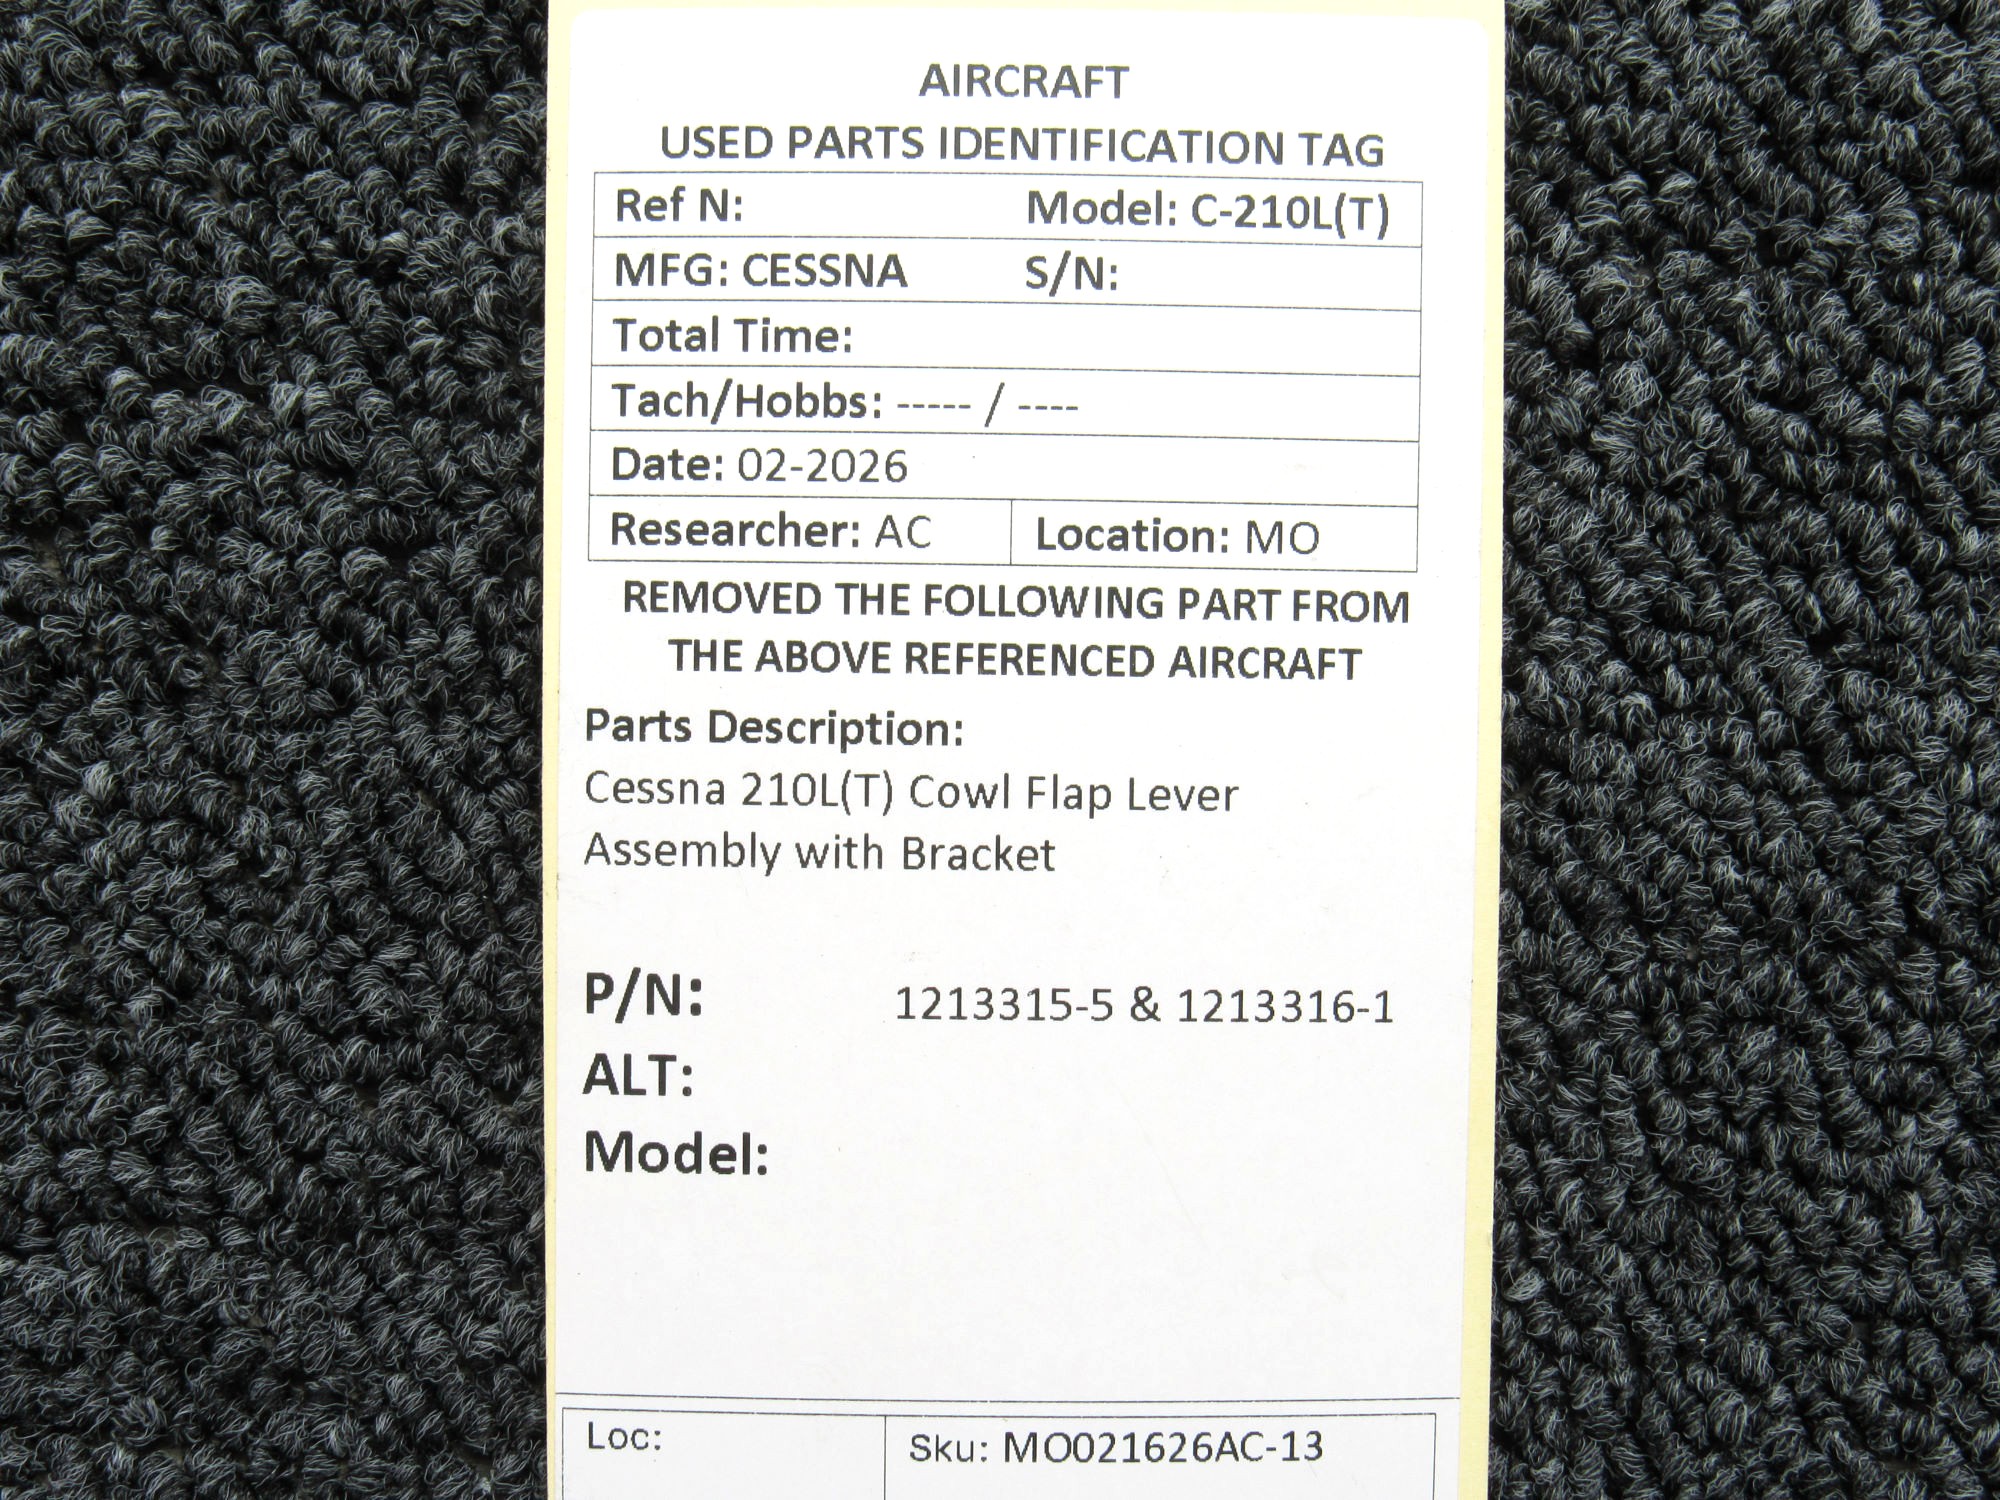 AIRCRAFT
USED PARTS IDENTIFICATION TAG
Ref N: Model: C-210L(T)
MFG: CESSNA S/N:
Total Time:
Tach/Hobbs: ----- / ----
Date: 02-2026
Researcher: AC Location: MO
REMOVED THE FOLLOWING PART FROM
THE ABOVE REFERENCED AIRCRAFT
Parts Description:
Cessna 210L(T) Cowl Flap Lever
Assembly with Bracket
P/N: 1213315-5 & 1213316-1
ALT:
Model:
Loc: Sku: MO021626AC-13